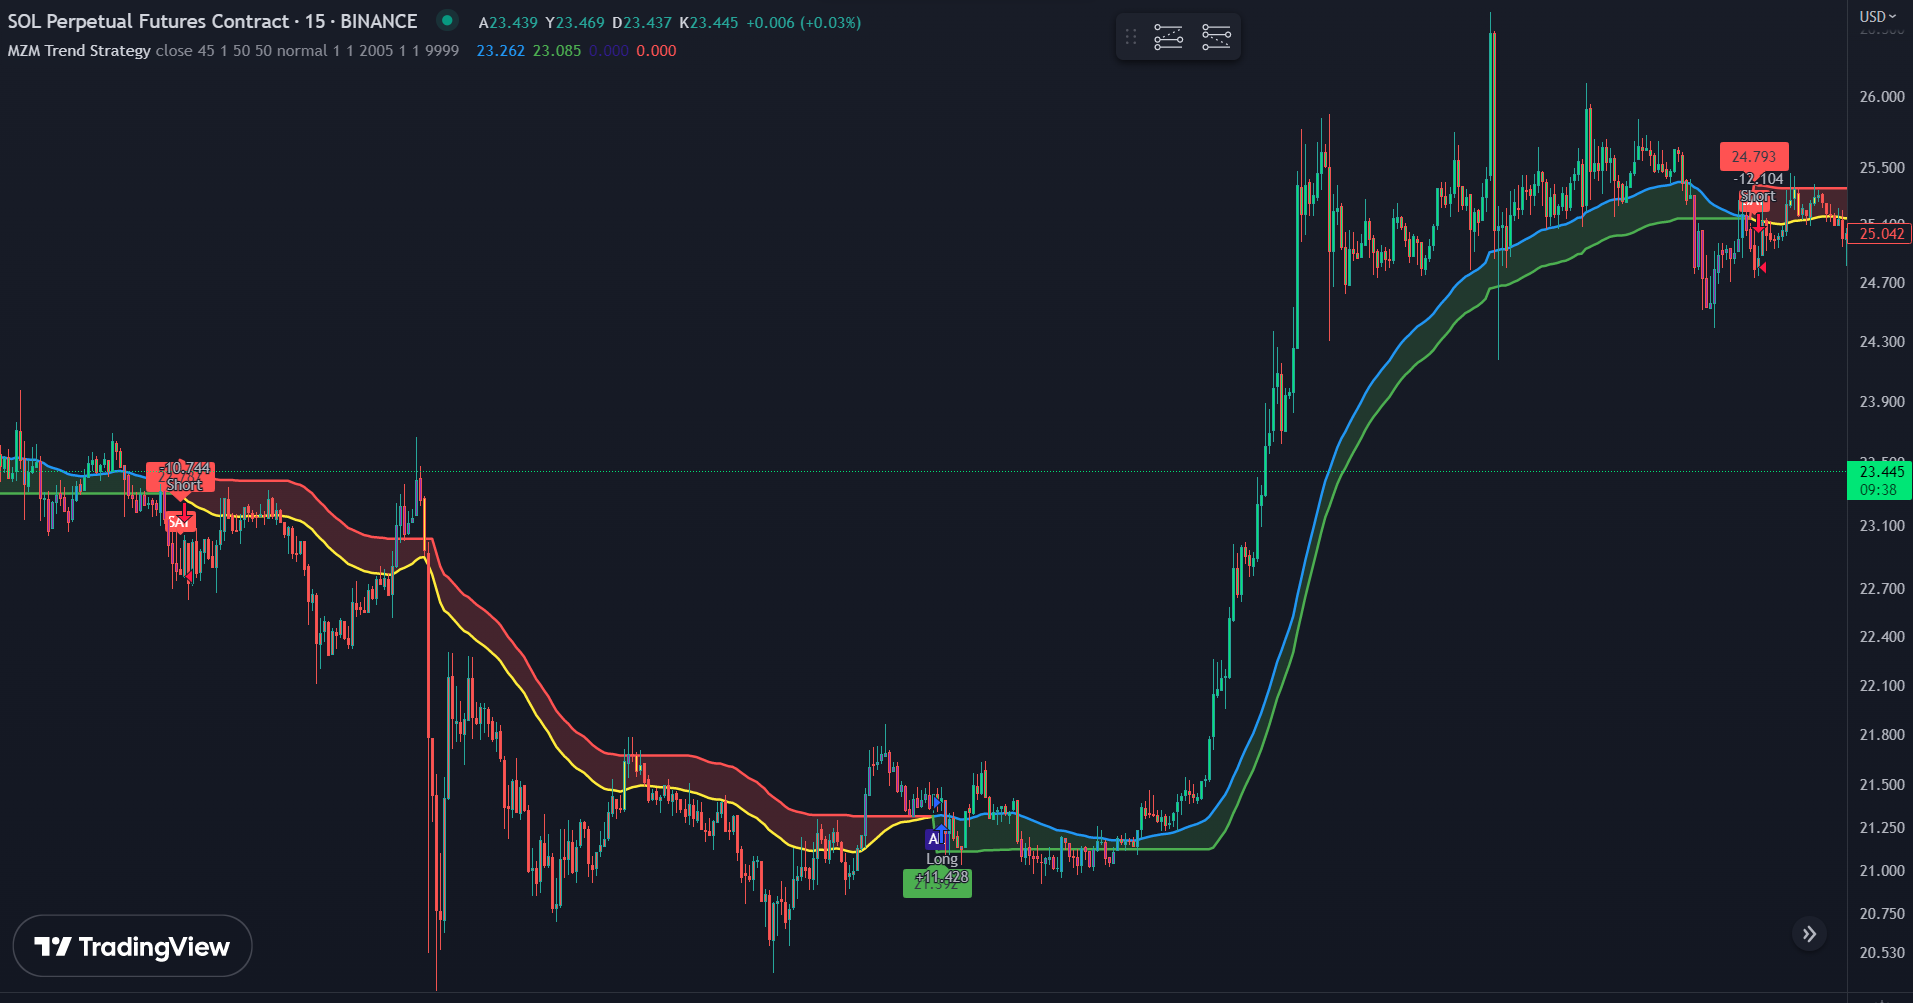 SOL Perpetual Futures Contract · 15 · BINANCE A23.439 Y23.469 D23.437 K23.445 +0.006 (+0.03%)
MZM Trend Strategy close 45 1 50 50 normal 1 1 2005 1 1 9999 23.262 23.085 0.000 0.000
USD
26.000
24.793
25.500
-12.104
Short
25.042
24.700
24.300
23.900
-10.744
23.445
Short
09:38
SAT
23.100
22.700
22.400
22.100
21.800
21.500
21.250
Long
21.000
+11.428
20.750
TradingView
20.530